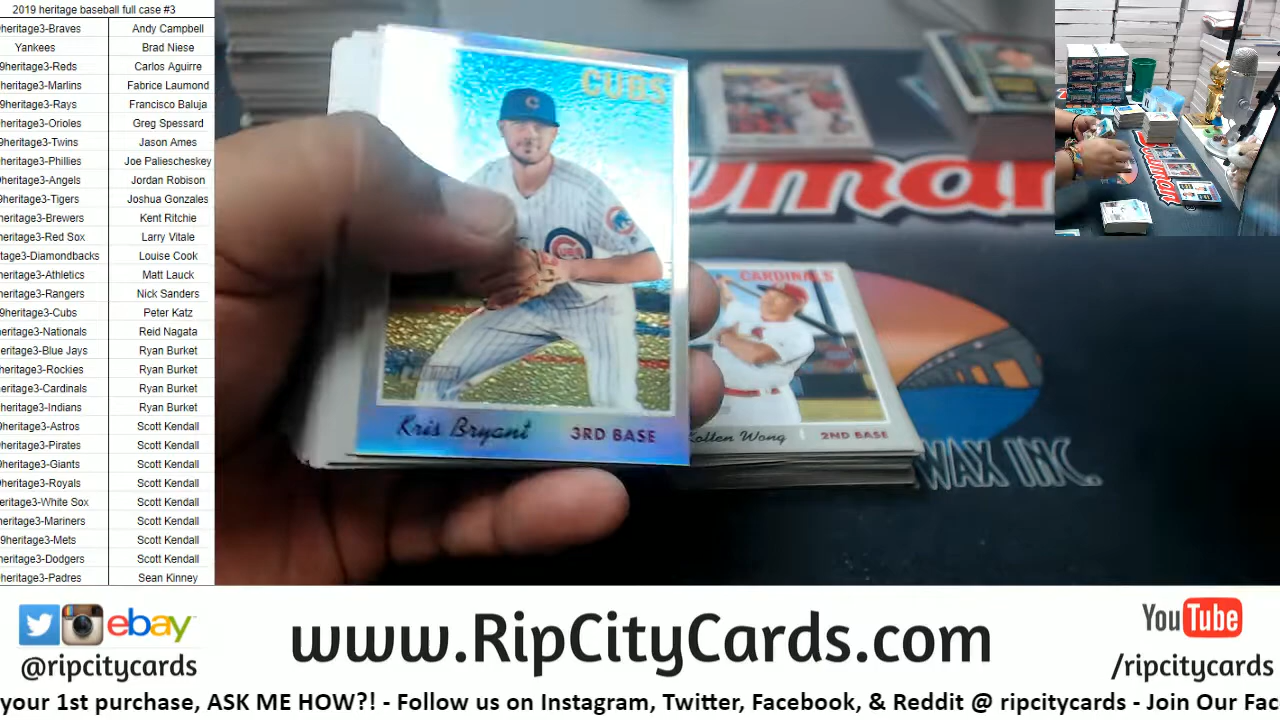 2019 heritage baseball full case #3
9heritage3-Braves Andy Campbell
Yankees Brad Niese
9heritage3-Reds Carlos Aguirre
heritage3-Marlins Fabrice Laumond
9heritage3-Rays Francisco Baluja
heritage3-Orioles Greg Spessard
9heritage3-Twins Jason Ames
heritage3-Phillies Joe Paliescheskey
heritage3-Angels Jordan Robison
9heritage3-Tigers Joshua Gonzales
heritage3-Brewers Kent Ritchie
heritage3-Red Sox Larry Vitale
tage3-Diamondbacks Louise Cook
heritage3-Athletics Matt Lauck
heritage3-Rangers Nick Sanders
9heritage3-Cubs Peter Katz
heritage3-Nationals Reid Nagata
eritage3-Blue Jays Ryan Burket
heritage3-Rockies Ryan Burket
heritage3-Cardinals Ryan Burket
heritage3-Indians Ryan Burket
heritage3-Astros Scott Kendall
heritage3-Pirates Scott Kendall
heritage3-Giants Scott Kendall
heritage3-Royals Scott Kendall
eritage3-White Sox Scott Kendall
heritage3-Mariners Scott Kendall
9heritage3-Mets Scott Kendall
heritage3-Dodgers Scott Kendall
heritage3-Padres Sean Kinney
CUBS
CUBS
Kris Bryant 3RD BASE
CARDINALS
Kolten Wong 2ND BASE
owman
Bowman
WAX INC.
ebay
@ripcitycards
www.RipCityCards.com
YouTube
/ripcitycards
your 1st purchase, ASK ME HOW?! - Follow us on Instagram, Twitter, Facebook, & Reddit @ ripcitycards - Join Our Fac